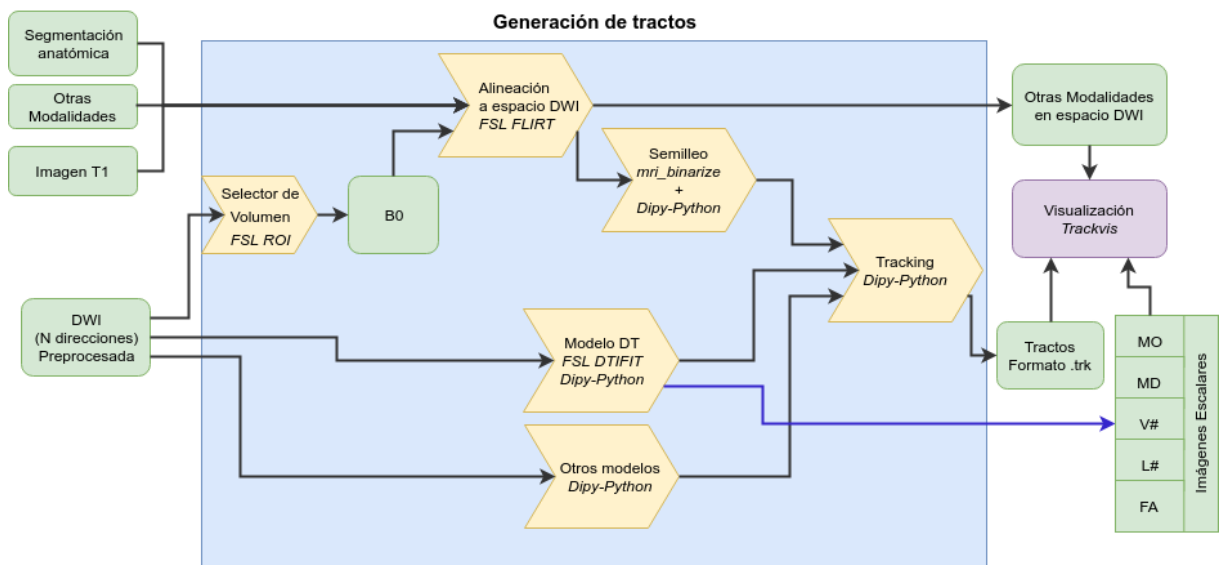 Generación de tractos
Segmentación
anatómica
Otras
Modalidades
Imagen T1
Alineación
a espacio DWI
FSL FLIRT
Otras Modalidades
en espacio DWI
Semilleo
mri_binarize
+
Dipy-Python
Selector de
Volumen
FSL ROI
B0
Visualización
Trackvis
Tracking
Dipy-Python
DWI
(N direcciones)
Preprocesada
Modelo DT
FSL DTIFIT
Dipy-Python
Tractos
Formato .trk
Otros modelos
Dipy-Python
MO
MD
V#
L#
FA
Imágenes Escalares